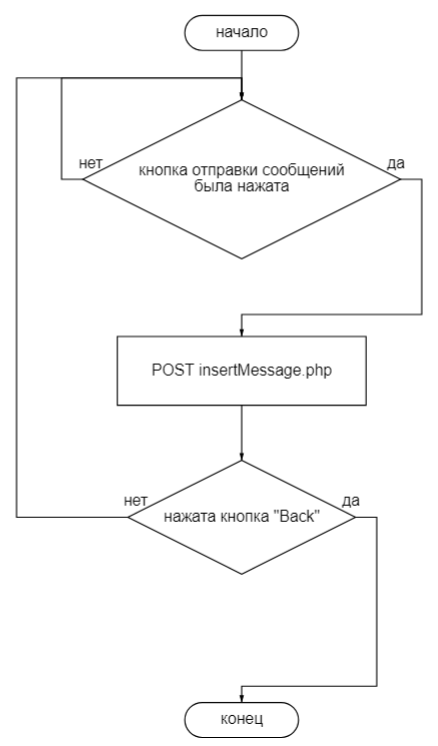 начало
нет
да
кнопка отправки сообщений
была нажата
POST insertMessage.php
нет
да
нажата кнопка "Back"
конец